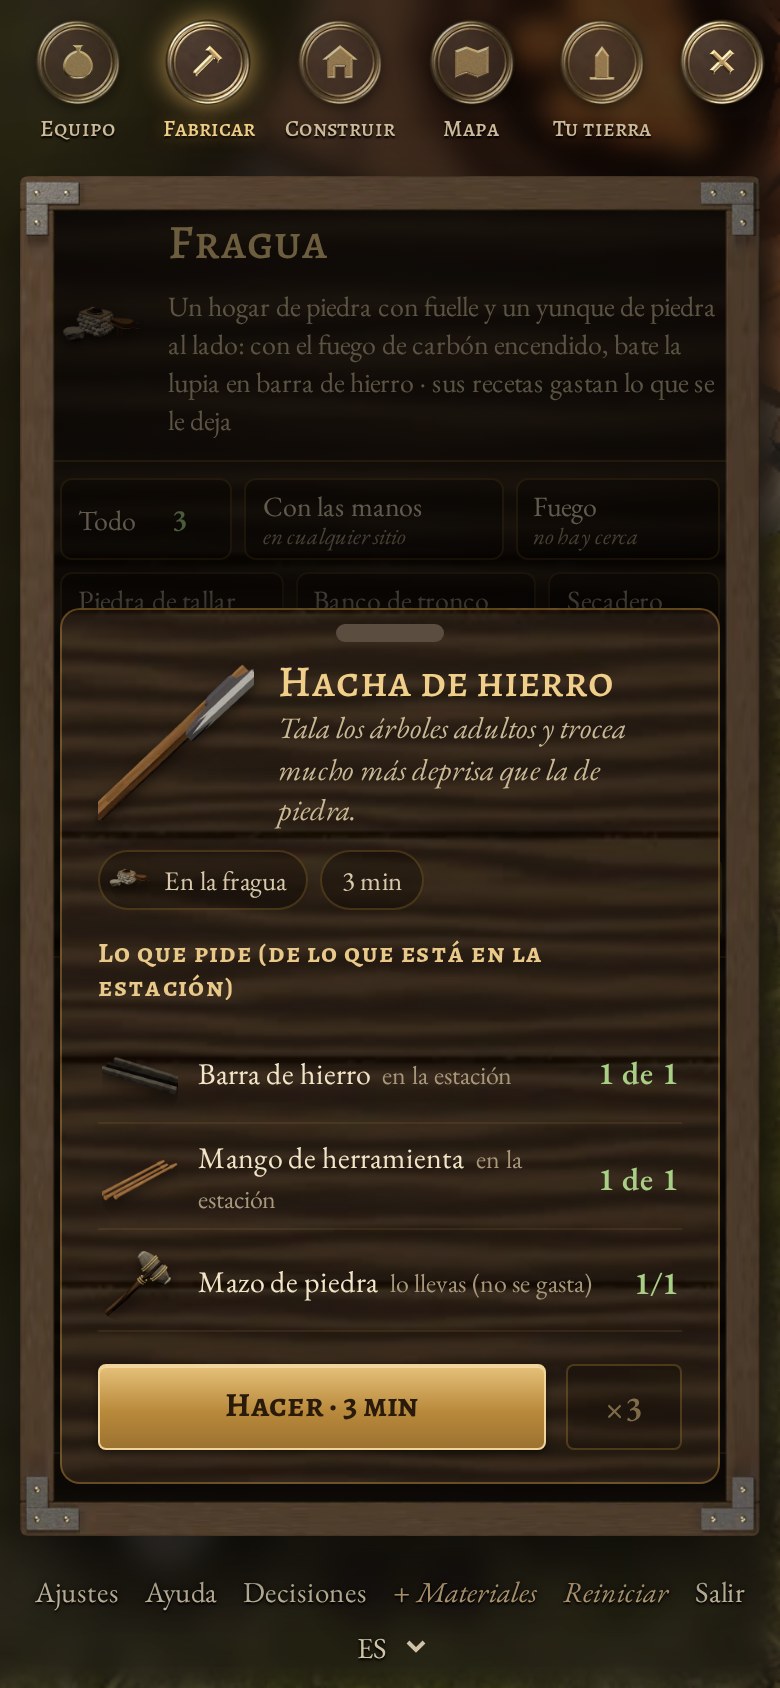 Equipo
Fabricar
Construir
Mapa
Tu tierra
Fragua
Un hogar de piedra con fuelle y un yunque de piedra
al lado: con el fuego de carbón encendido, bate la
lupia en barra de hierro · sus recetas gastan lo que se
le deja
Todo 3
Con las manos
en cualquier sitio
Fuego
no hay cerca
Piedra de tallar
Banco de tronco
Secadero
Hacha de hierro
Tala los árboles adultos y trocea
mucho más deprisa que la de
piedra.
En la fragua
3 min
Lo que pide (de lo que está en la
estación)
Barra de hierro en la estación 1 de 1
Mango de herramienta en la
estación
1 de 1
Mazo de piedra lo llevas (no se gasta) 1/1
Hacer · 3 min
×3
Ajustes Ayuda Decisiones + Materiales Reiniciar Salir
ES